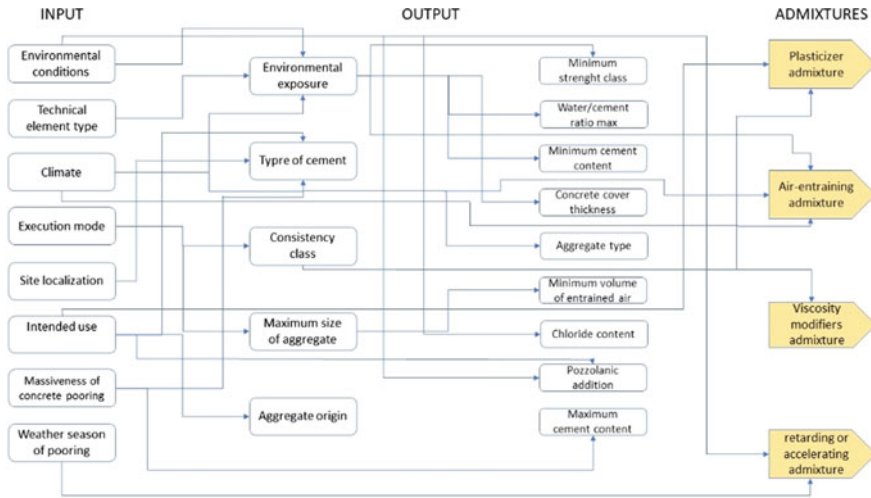 INPUT
OUTPUT
ADMIXTURES
Environmental
conditions
Technical
element type
Climate
Execution mode
Site localization
Intended use
Massiveness of
concrete pooring
Weather season
of pooring
Environmental
exposure
Typre of cement
Consistency
class
Maximum size
of aggregate
Aggregate origin
Minimum
strenght class
Water/cement
ratio max
Minimum cement
content
Concrete cover
thickness
Aggregate type
Minimum volume
of entrained air
Chloride content
Pozzolanic
addition
Maximum
cement content
Plasticizer
admixture
Air-entraining
admixture
Viscosity
modifiers
admixture
retarding or
accelerating
admixture